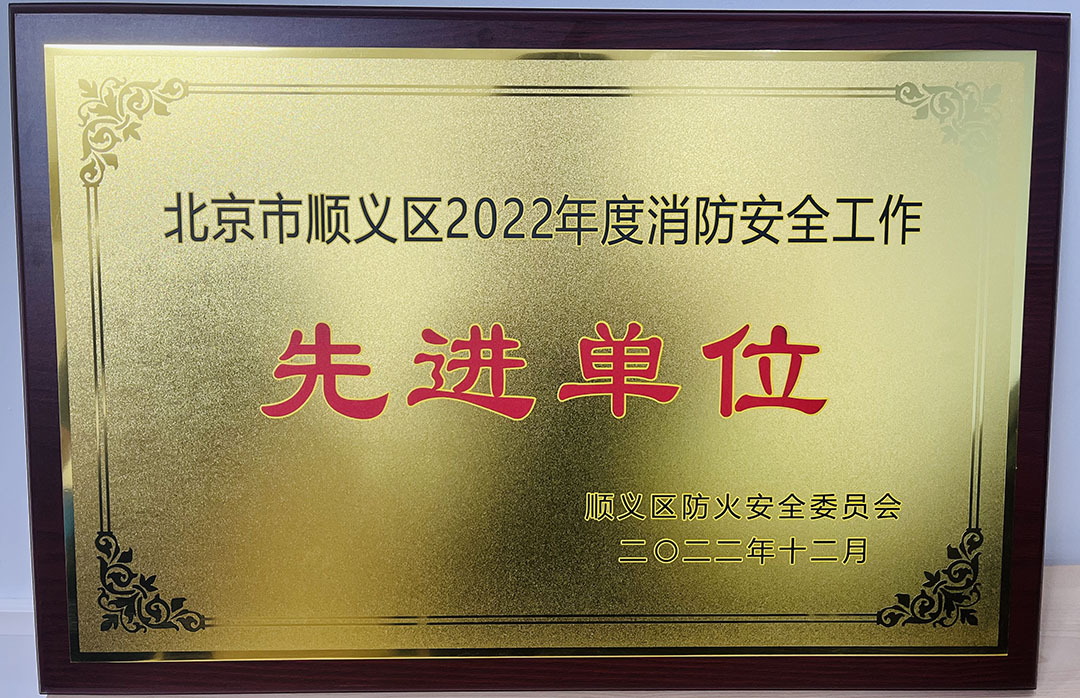 北京市顺义区2022年度消防安全工作
先进单位
顺义区防火安全委员会
二〇二二年十二月